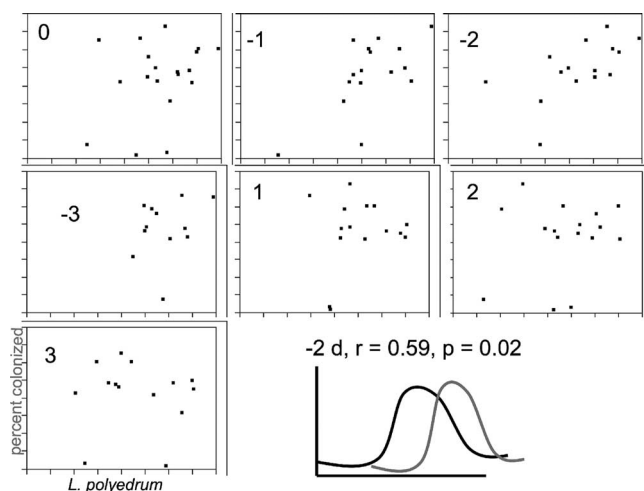 0
-1
-2
-3
1
2
3
-2 d, r = 0.59, p = 0.02
percent colonized
L. polyedrum